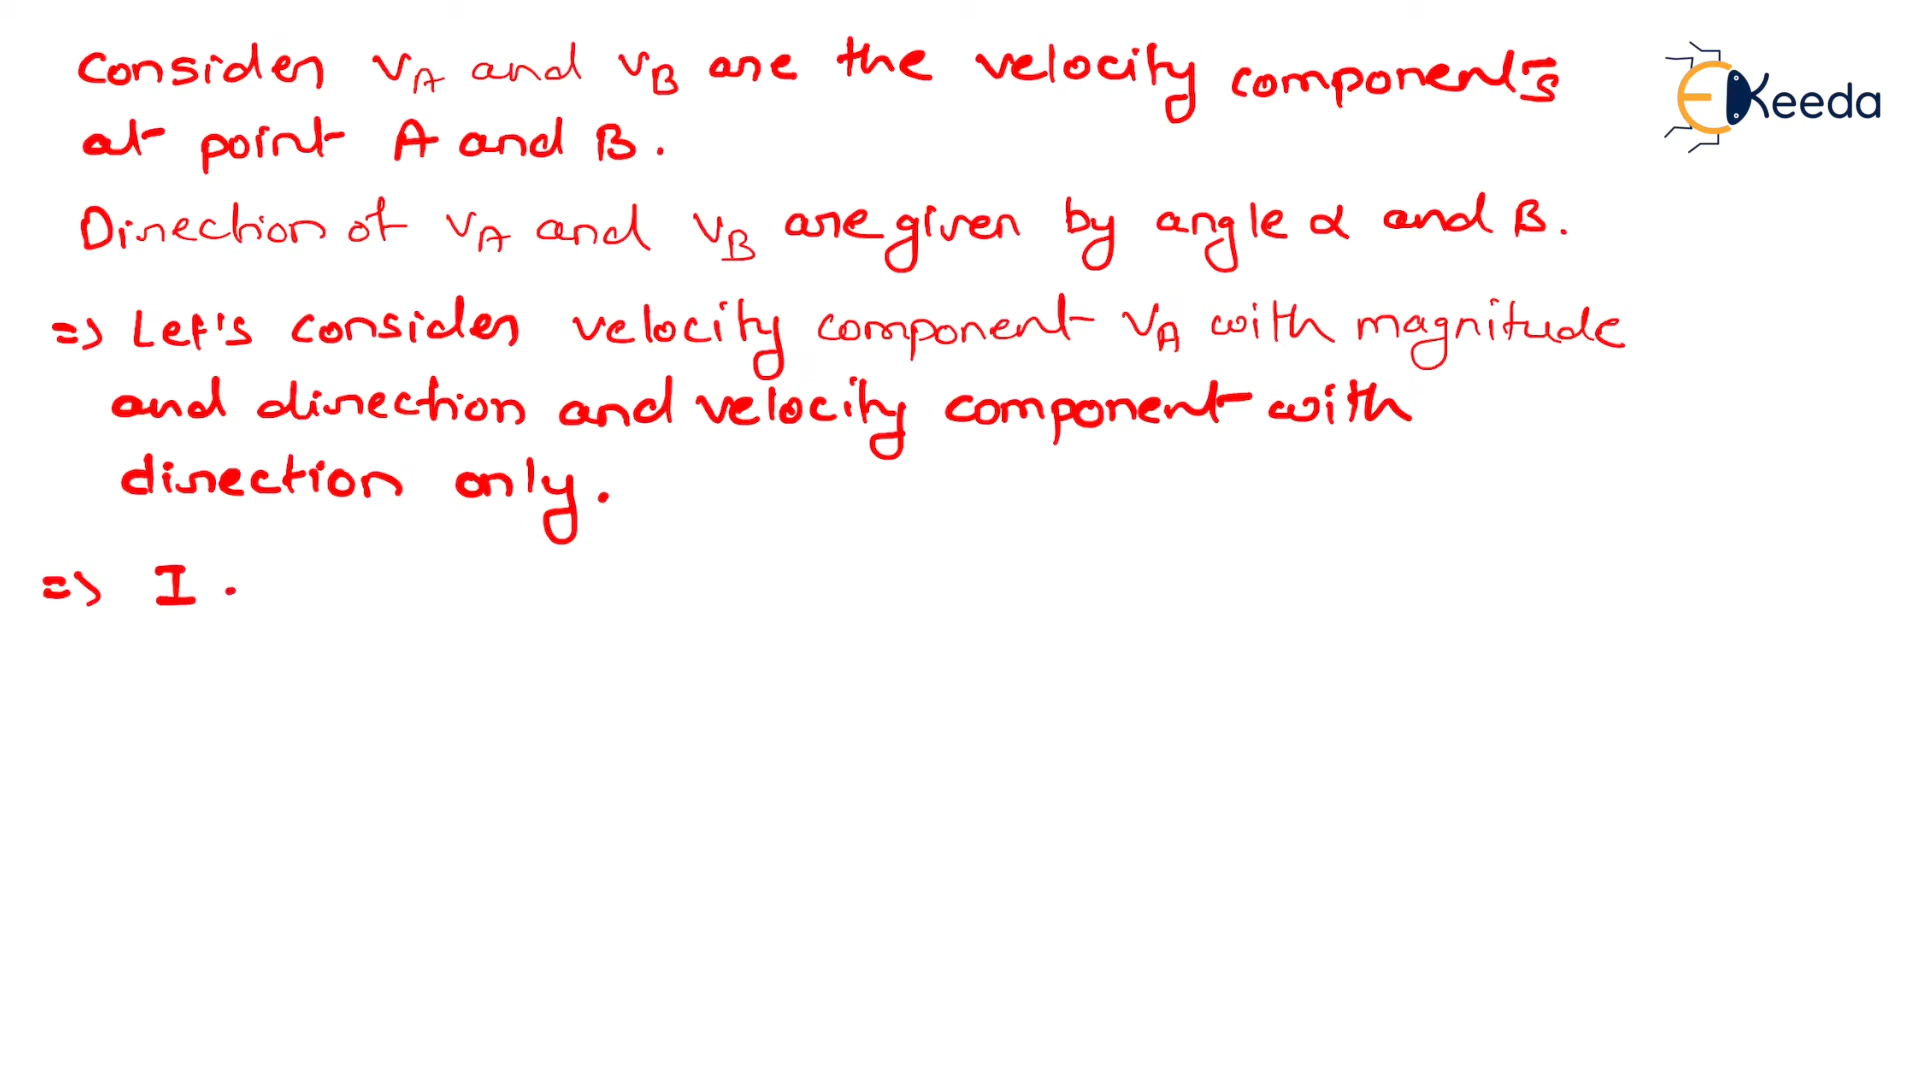 Consider VA and VB are the velocity components
at point A and B.
Direction of VA and VB are given by angle α and B.
=> Let's consider velocity component VA with magnitude
and direction and velocity component with
direction only.
=> I.
EKeeda